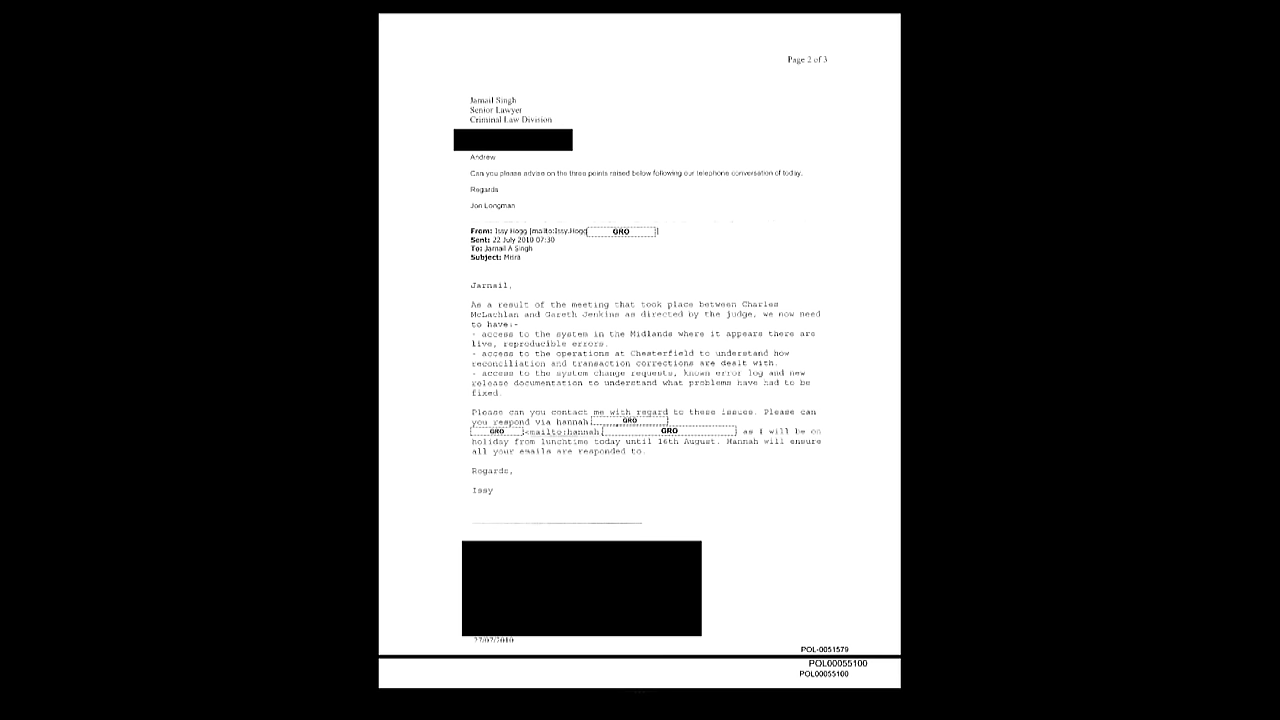 Page 2 of 3
Jarnail Singh
Senior Lawyer
Criminal Law Division
Andrew
Can you please advise on the three points raised below following our telephone conversation of today.
Regards
Jon Longman
From: Issy Hogg [mailto:Issy.Hogg GRO ]
Sent: 22 July 2010 07:30
To: Jarnail A Singh
Subject: Misra
Jarnail,
As a result of the meeting that took place between Charles
McLachlan and Gareth Jenkins as directed by the judge, we now need
to have:-
- access to the system in the Midlands where it appears there are
live, reproducible errors.
- access to the operations at Chesterfield to understand how
reconciliation and transaction corrections are dealt with.
- access to the system change requests, known error log and new
release documentation to understand what problems have had to be
fixed.
Please can you contact me with regard to these issues. Please can
you respond via hannah GRO
GRO <mailto:hannah GRO as I will be on
holiday from lunchtime today until 16th August. Hannah will ensure
all your emails are responded to.
Regards,
Issy
27/07/2010
POL-0051579
POL00055100
POL00055100